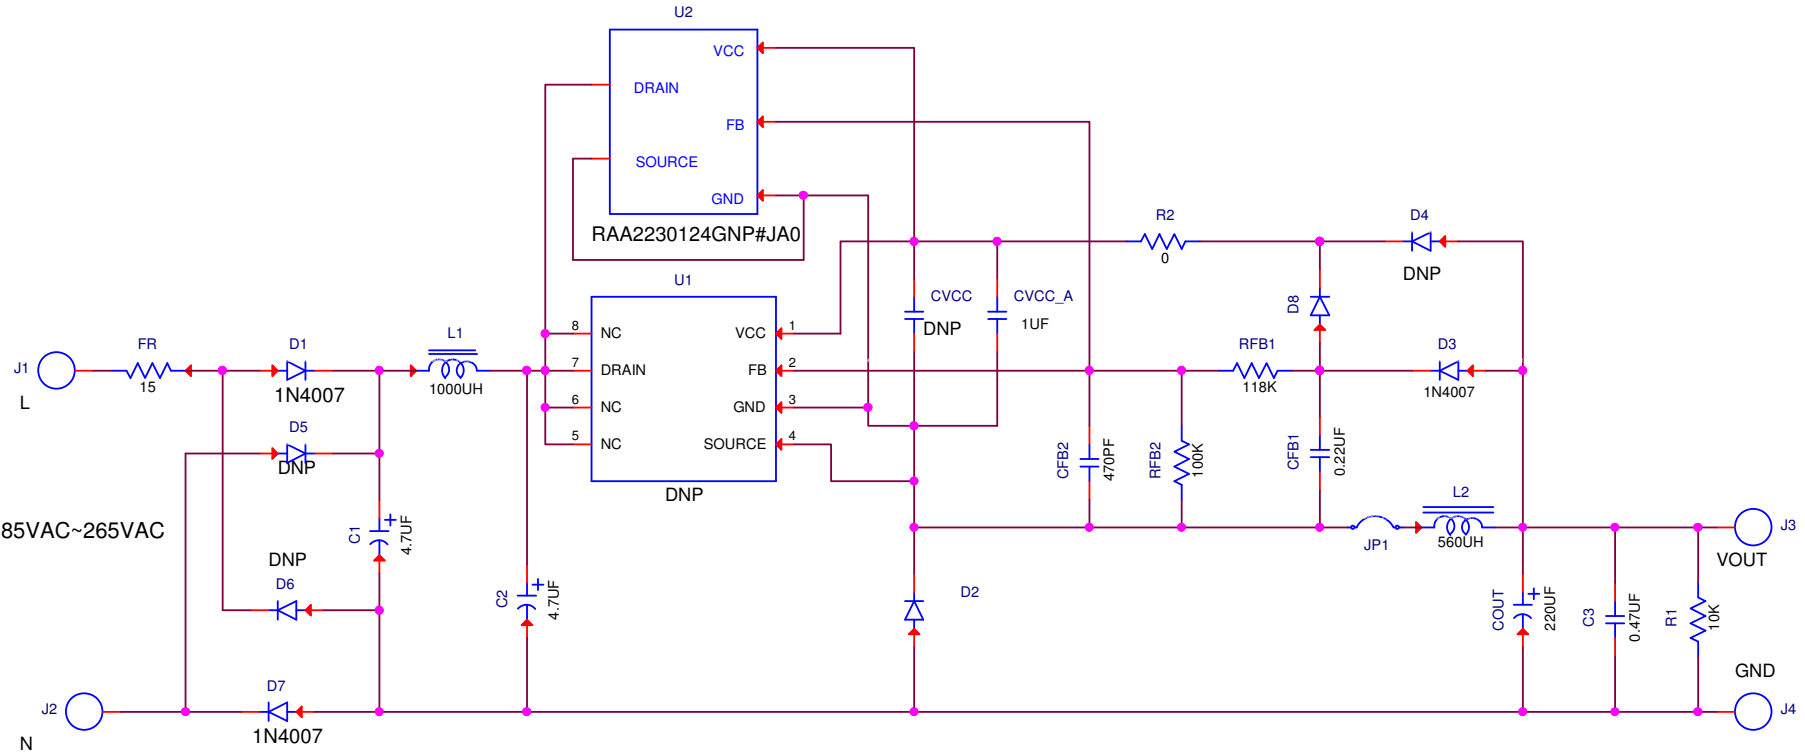 U2
VCC
DRAIN
FB
SOURCE
GND
RAA2230124GNP#JA0
R2
0
D4
DNP
U1
8 NC
VCC 1
7 DRAIN
FB 2
6 NC
GND 3
5 NC
SOURCE 4
DNP
CVCC
DNP
CVCC_A
1UF
D8
RFB1
118K
D3
1N4007
J1
L
FR
15
D1
1N4007
L1
1000UH
D5
DNP
85VAC~265VAC
C1
+
4.7UF
DNP
D6
C2
+
4.7UF
CFB2
470PF
RFB2
100K
CFB1
0.22UF
JP1
L2
560UH
J3
VOUT
D2
COUT
+
220UF
C3
0.47UF
R1
10K
GND
J4
J2
N
D7
1N4007